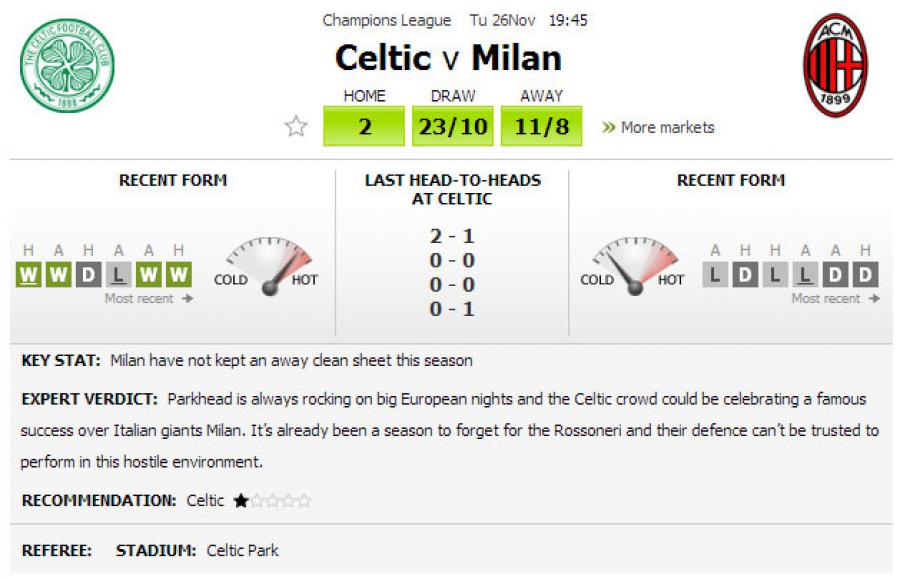 THE CELTIC FOOTBALL CLUB
1888
Champions League Tu 26Nov 19:45
Celtic v Milan
HOME DRAW AWAY
2 23/10 11/8 More markets
ACM
1899
RECENT FORM
H A H A A H
W W D L W W
Most recent
COLD HOT
LAST HEAD-TO-HEADS
AT CELTIC
2 - 1
0 - 0
0 - 0
0 - 1
RECENT FORM
COLD HOT
A H H A A H
L D L L D D
Most recent
KEY STAT: Milan have not kept an away clean sheet this season
EXPERT VERDICT: Parkhead is always rocking on big European nights and the Celtic crowd could be celebrating a famous
success over Italian giants Milan. It's already been a season to forget for the Rossoneri and their defence can't be trusted to
perform in this hostile environment.
RECOMMENDATION: Celtic
REFEREE: STADIUM: Celtic Park